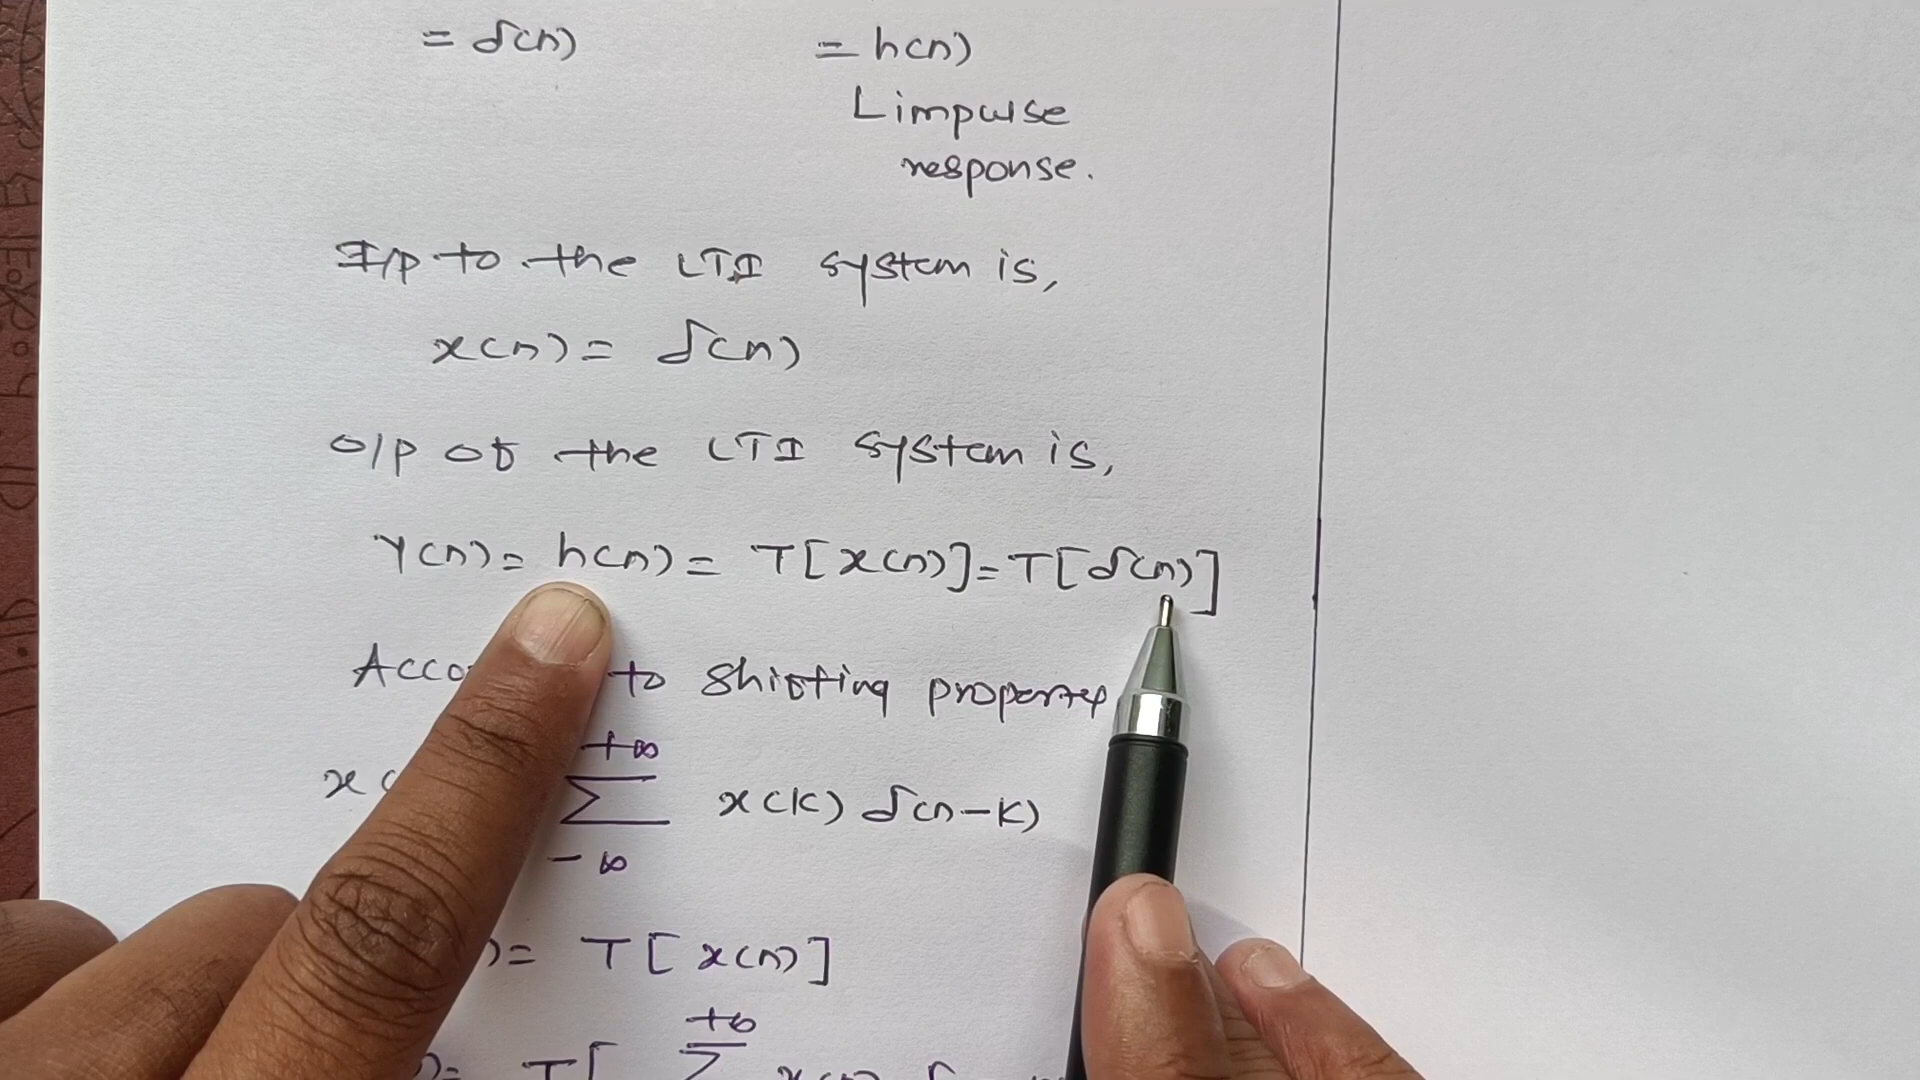 = δ(n) = h(n)
Impulse
response.
I/p to the LTI system is,
x(n) = δ(n)
o/p of the LTI system is,
y(n) = h(n) = T[x(n)] = T[δ(n)]
to shifting property
+∞
x( Σ x(k) δ(n-k)
-∞
)= T[x(n)]
+∞
)= T[ Σ